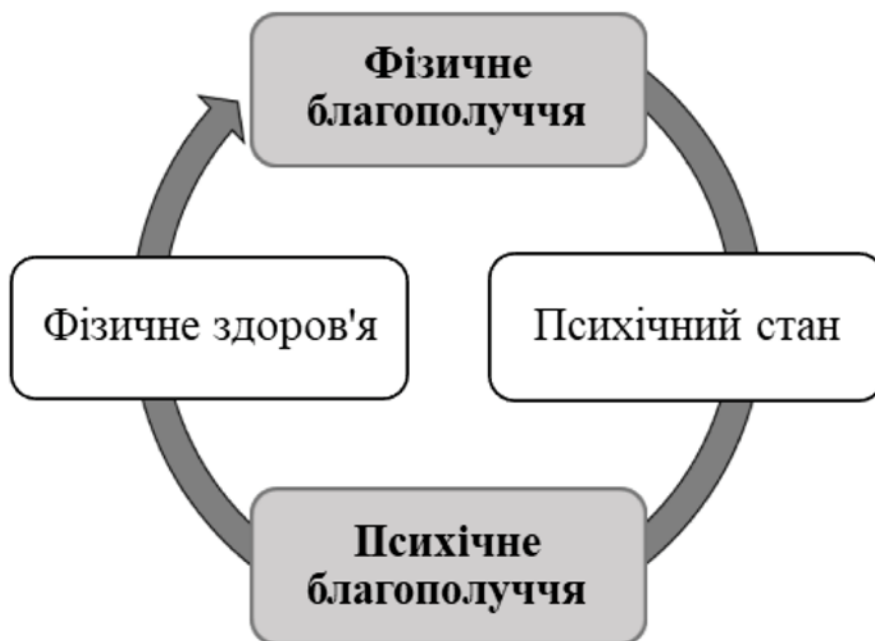 Фізичне
благополуччя
Фізичне здоров'я
Психічний стан
Психічне
благополуччя